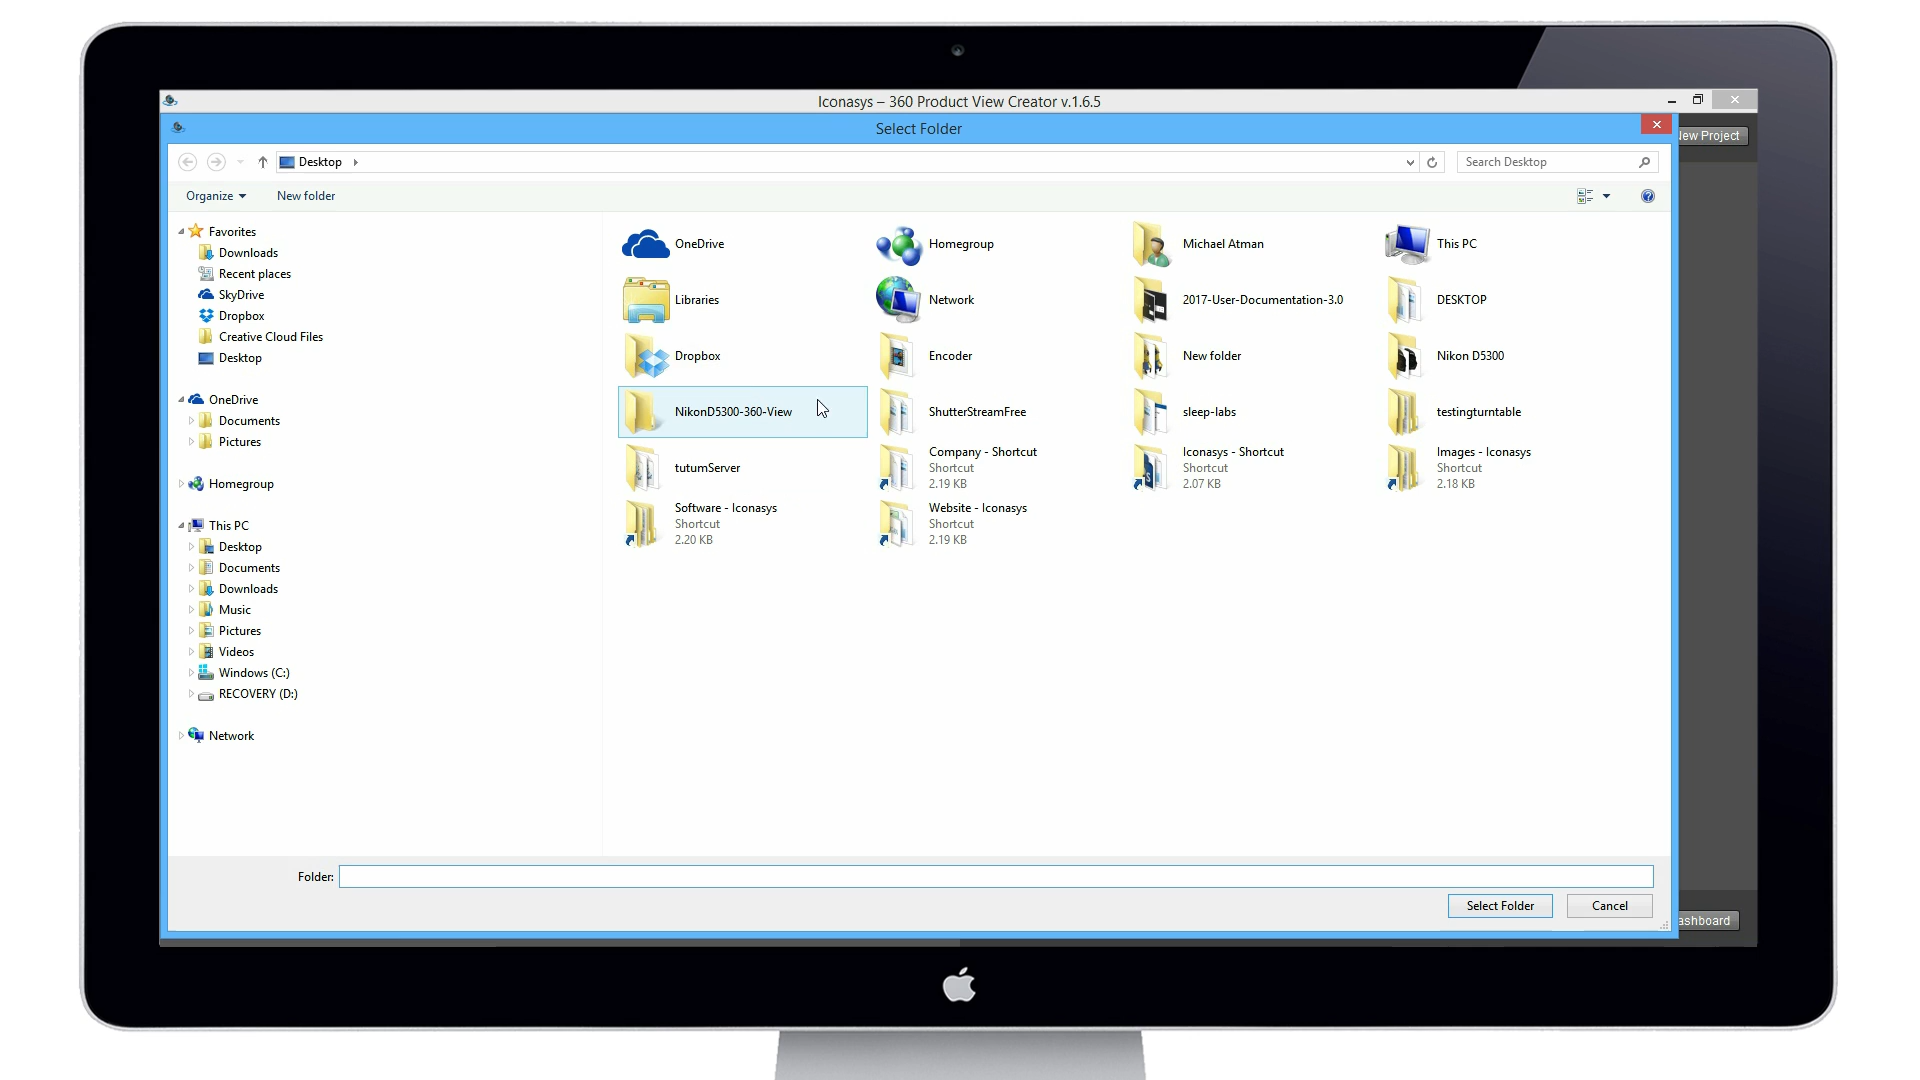 Iconasys – 360 Product View Creator v.1.6.5
Select Folder
New Project
Desktop
Search Desktop
Organize
New folder
Favorites
Downloads
Recent places
SkyDrive
Dropbox
Creative Cloud Files
Desktop
OneDrive
Documents
Pictures
Homegroup
This PC
Desktop
Documents
Downloads
Music
Pictures
Videos
Windows (C:)
RECOVERY (D:)
Network
OneDrive
Homegroup
Michael Atman
This PC
Libraries
Network
2017-User-Documentation-3.0
DESKTOP
Dropbox
Encoder
New folder
Nikon D5300
NikonD5300-360-View
ShutterStreamFree
sleep-labs
testingturntable
tutumServer
Company - Shortcut
Shortcut
2.19 KB
Iconasys - Shortcut
Shortcut
2.07 KB
Images - Iconasys
Shortcut
2.18 KB
Software - Iconasys
Shortcut
2.20 KB
Website - Iconasys
Shortcut
2.19 KB
Folder:
Select Folder
Cancel
ashboard